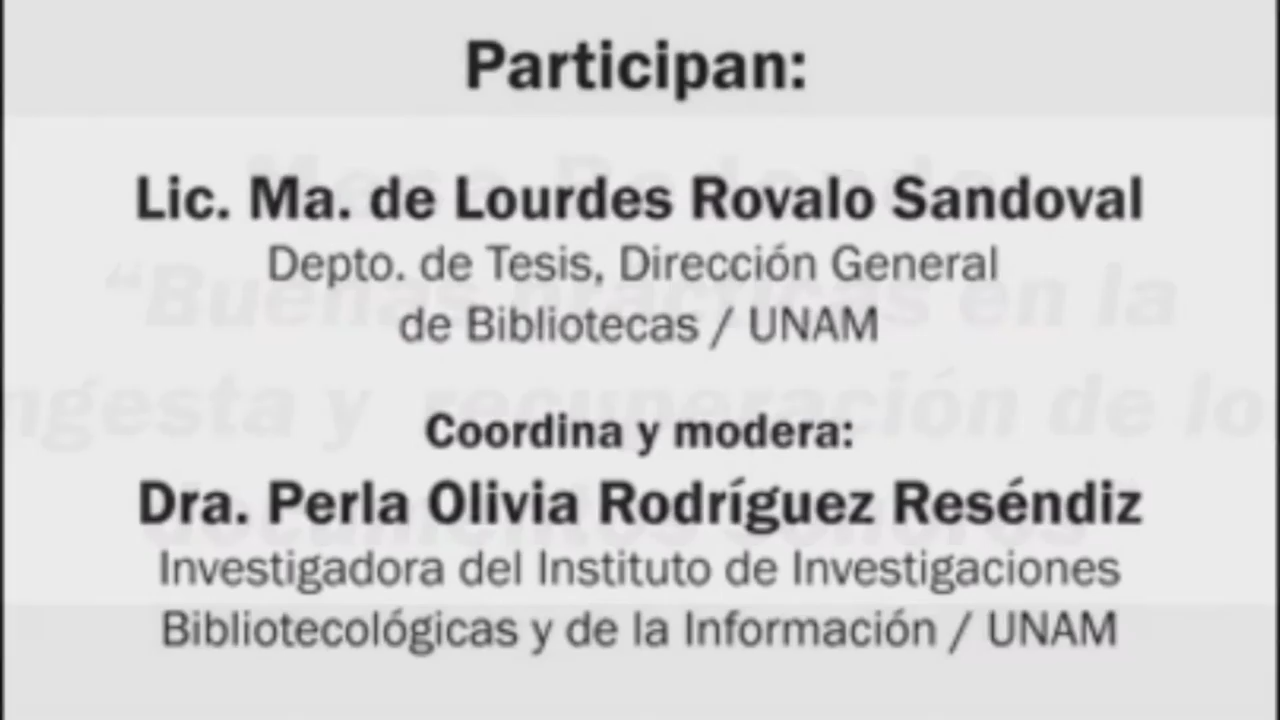 Participan:
Lic. Ma. de Lourdes Rovalo Sandoval
Depto. de Tesis, Dirección General
de Bibliotecas / UNAM
Coordina y modera:
Dra. Perla Olivia Rodríguez Reséndiz
Investigadora del Instituto de Investigaciones
Bibliotecológicas y de la Información / UNAM